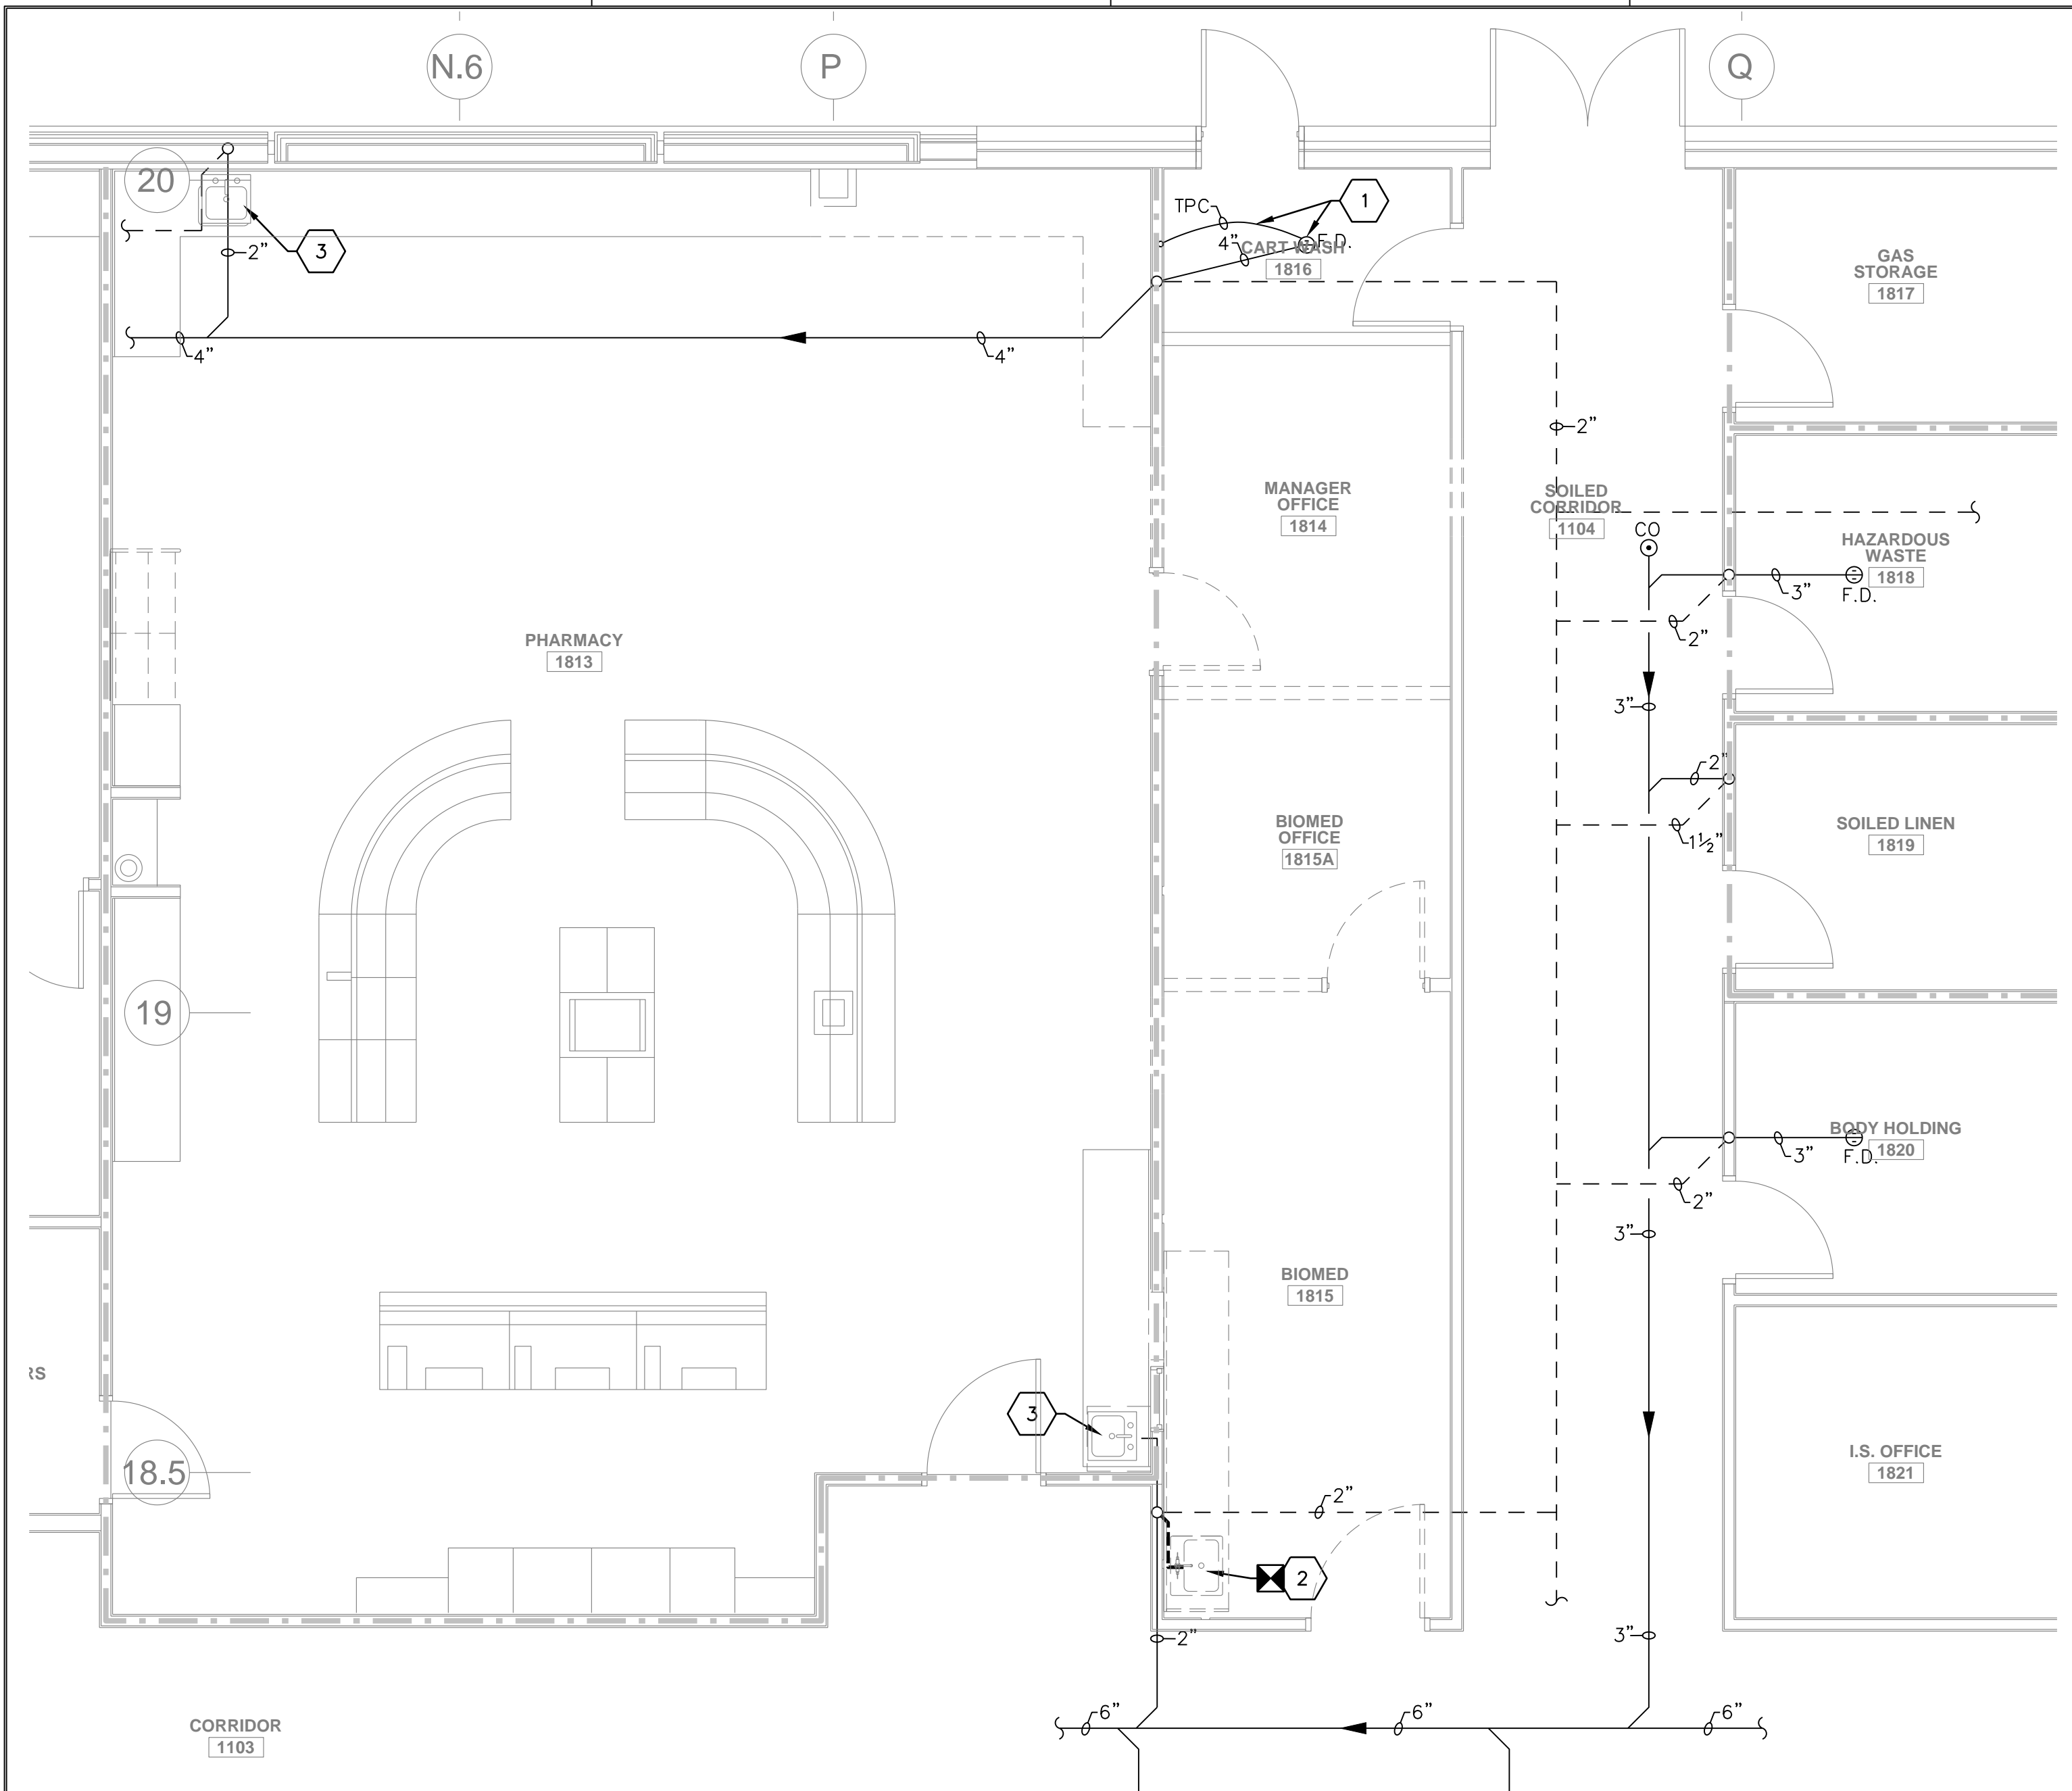 N.6
P
Q
20
3
2"
4"
4"
TPC
1
4"
F.D.
CART WASH
1816
GAS
STORAGE
1817
2"
MANAGER
OFFICE
1814
SOILED
CORRIDOR
1104
CO
HAZARDOUS
WASTE
1818
3"
F.D.
2"
PHARMACY
1813
3"
2"
BIOMED
OFFICE
1815A
1½"
SOILED LINEN
1819
19
BODY HOLDING
1820
3"
F.D.
2"
3"
BIOMED
1815
RS
3
18.5
I.S. OFFICE
1821
2"
2
2"
3"
6"
6"
6"
CORRIDOR
1103